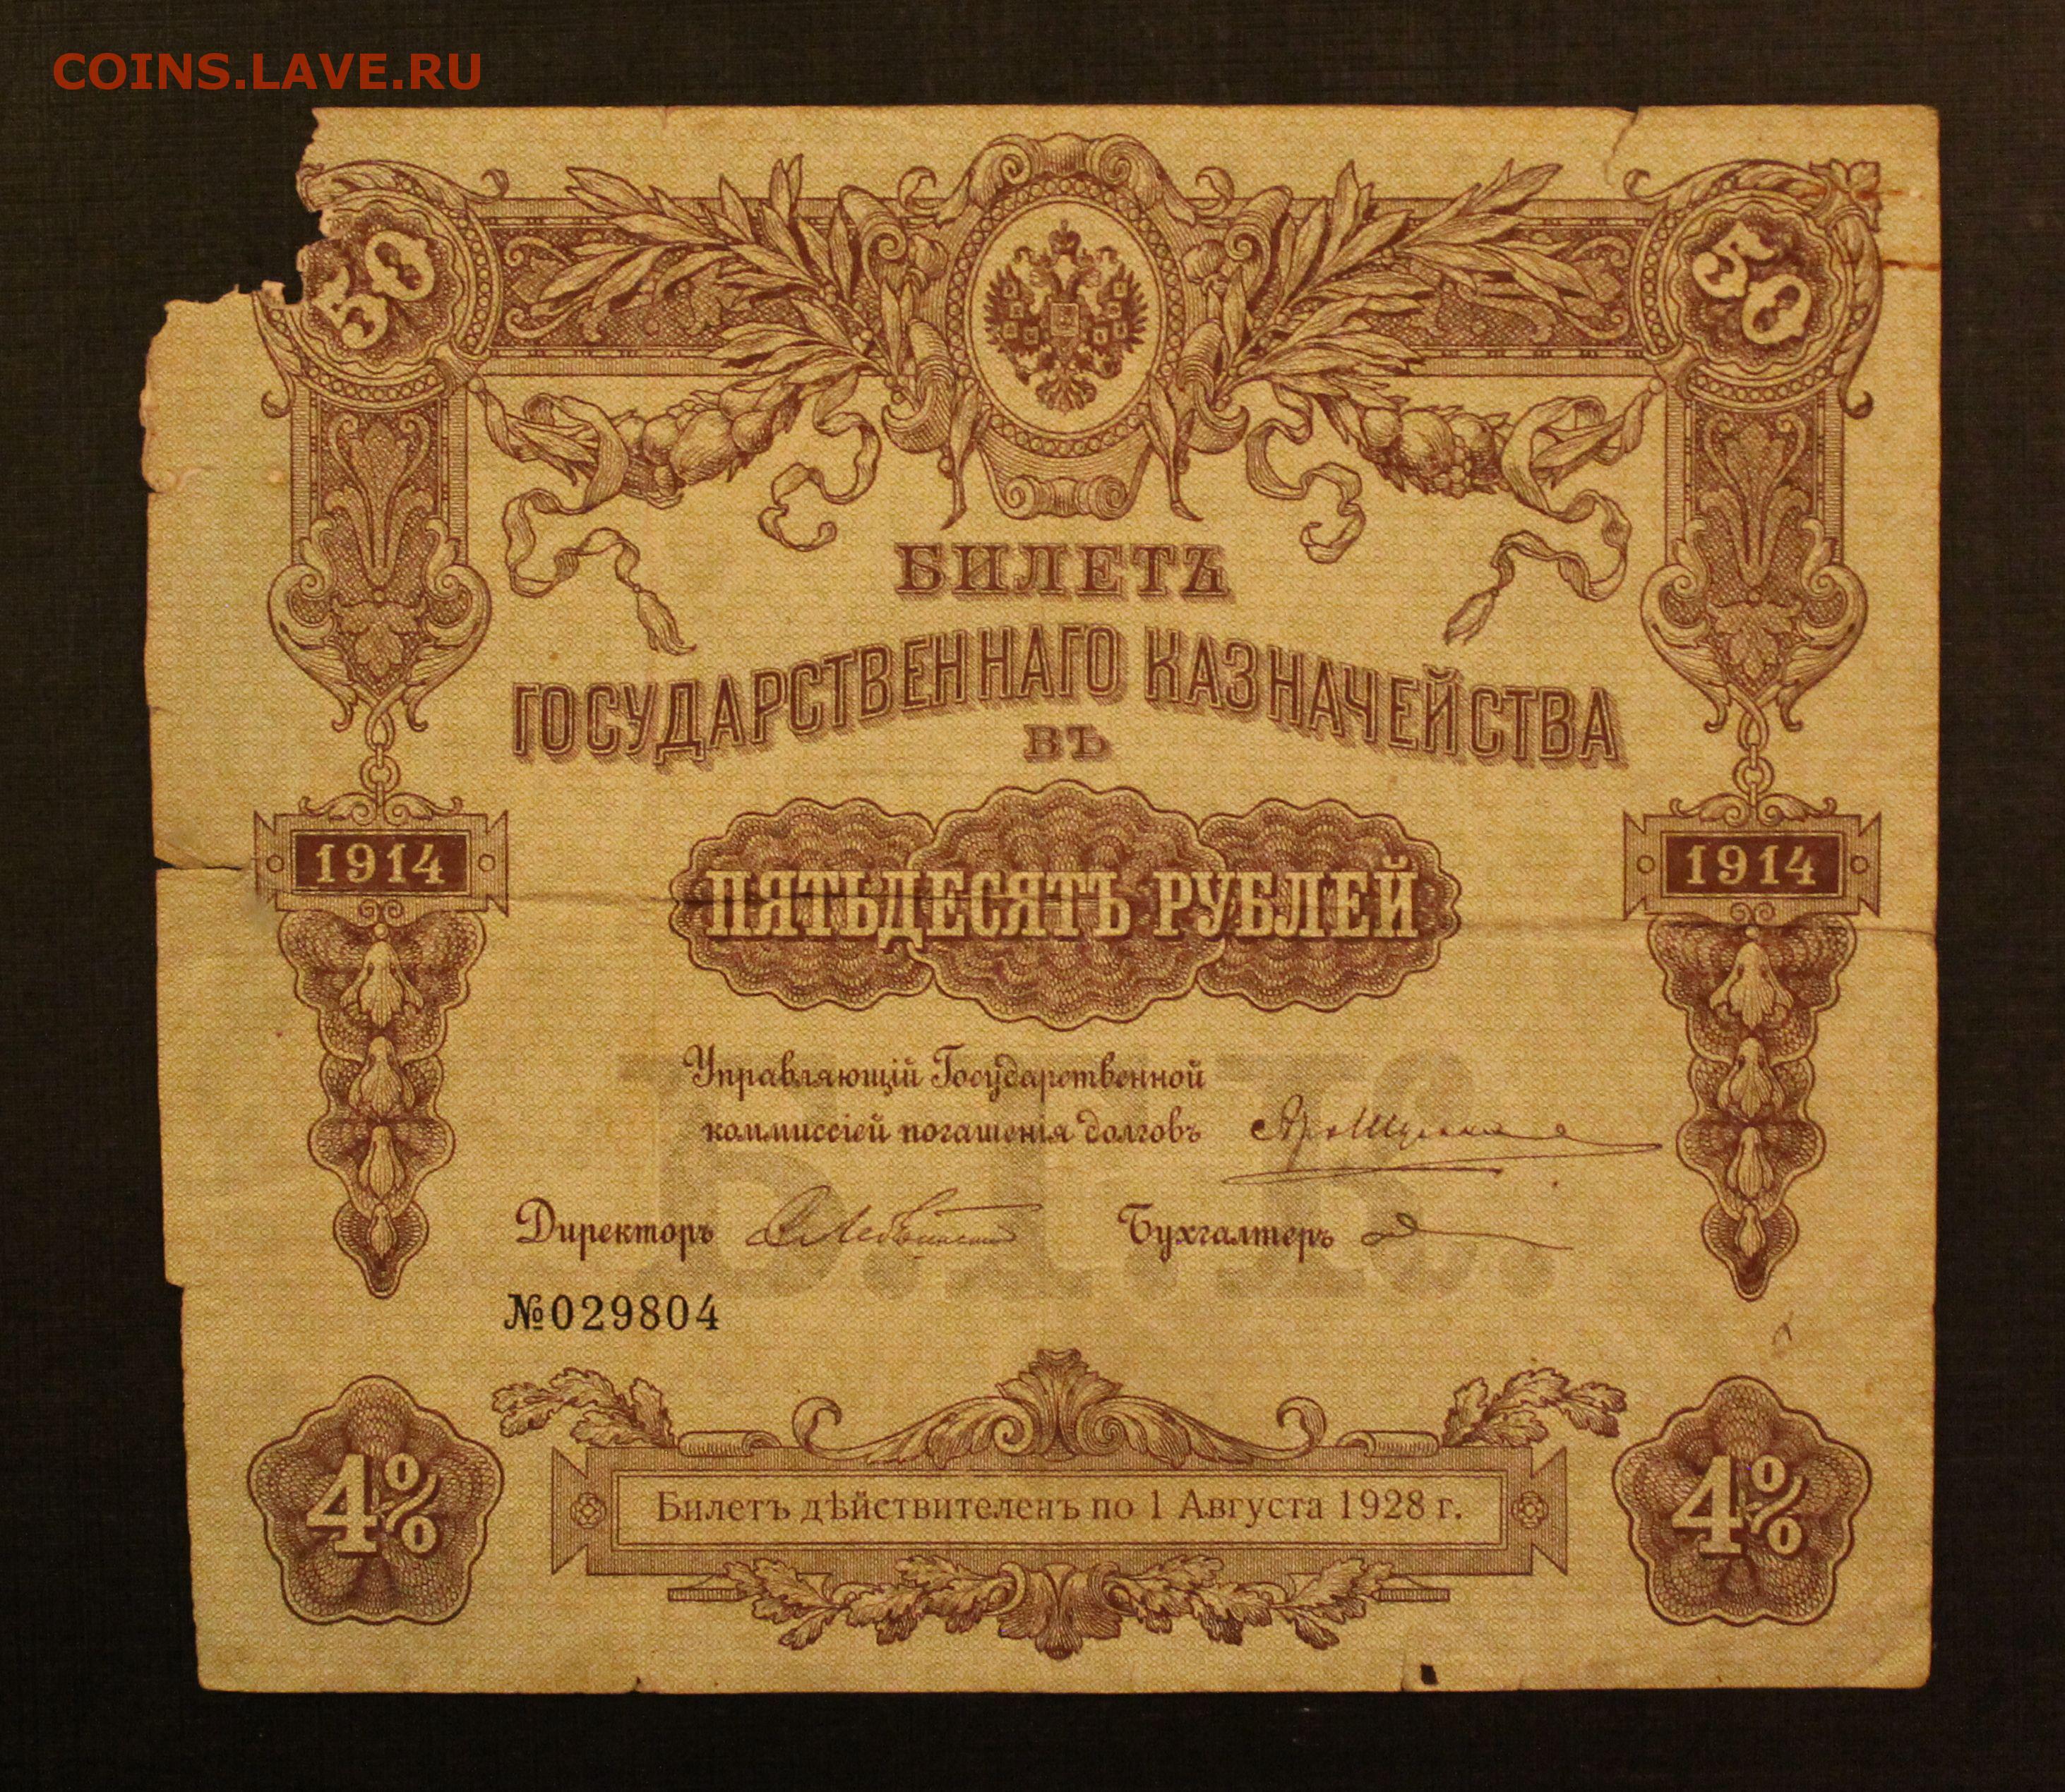 COINS.LAVE.RU
50 50
БИЛЕТЪ
ГОСУДАРСТВЕННАГО КАЗНАЧЕЙСТВА
ВЪ
1914 1914
ПЯТЬДЕСЯТЪ РУБЛЕЙ
Управляющій Государственной
коммиссіей погашенія долговъ
Директоръ Бухгалтеръ
Б.Г.К.
№029804
4% 4%
Билетъ дѣйствителенъ по 1 Августа 1928 г.